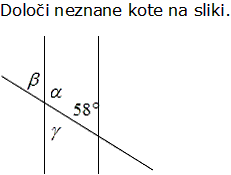 Določi neznane kote na sliki.
β α
58°
γ